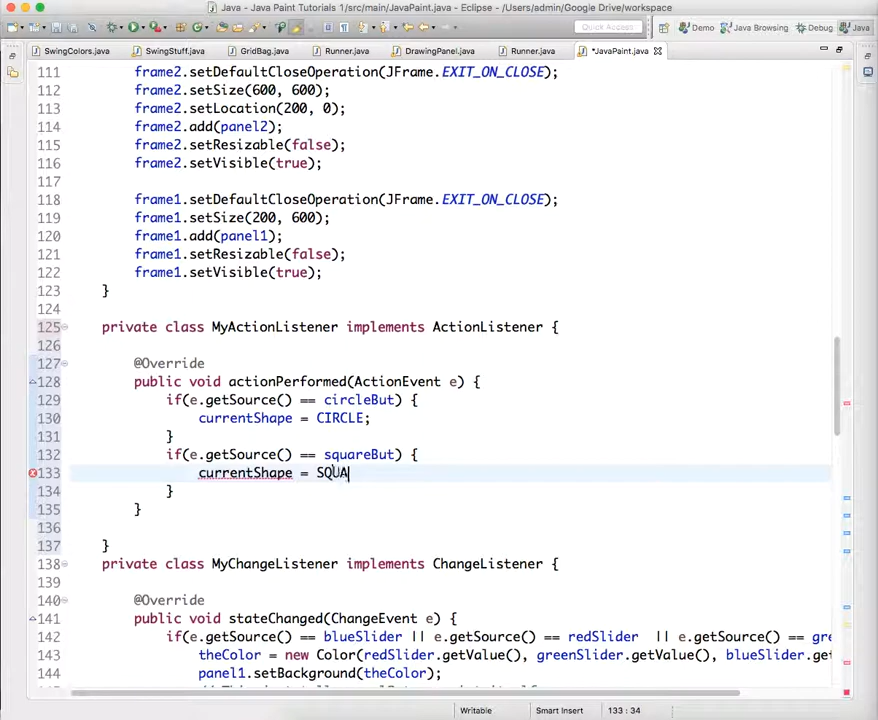 Java - Java Paint Tutorials 1/src/main/JavaPaint.java - Eclipse - /Users/admin/Google Drive/workspace
Quick Access
Demo
Java Browsing
Debug
Java
SwingColors.java
SwingStuff.java
GridBag.java
Runner.java
DrawingPanel.java
Runner.java
*JavaPaint.java
111 frame2.setDefaultCloseOperation(JFrame.EXIT_ON_CLOSE);
112 frame2.setSize(600, 600);
113 frame2.setLocation(200, 0);
114 frame2.add(panel2);
115 frame2.setResizable(false);
116 frame2.setVisible(true);
117
118 frame1.setDefaultCloseOperation(JFrame.EXIT_ON_CLOSE);
119 frame1.setSize(200, 600);
120 frame1.add(panel1);
121 frame1.setResizable(false);
122 frame1.setVisible(true);
123 }
124
125 private class MyActionListener implements ActionListener {
126
127 @Override
128 public void actionPerformed(ActionEvent e) {
129 if(e.getSource() == circleBut) {
130 currentShape = CIRCLE;
131 }
132 if(e.getSource() == squareBut) {
133 currentShape = SQUA
134 }
135 }
136
137 }
138 private class MyChangeListener implements ChangeListener {
139
140 @Override
141 public void stateChanged(ChangeEvent e) {
142 if(e.getSource() == blueSlider || e.getSource() == redSlider || e.getSource() == gre
143 theColor = new Color(redSlider.getValue(), greenSlider.getValue(), blueSlider.get
144 panel1.setBackground(theColor);
Writable
Smart Insert
133 : 34